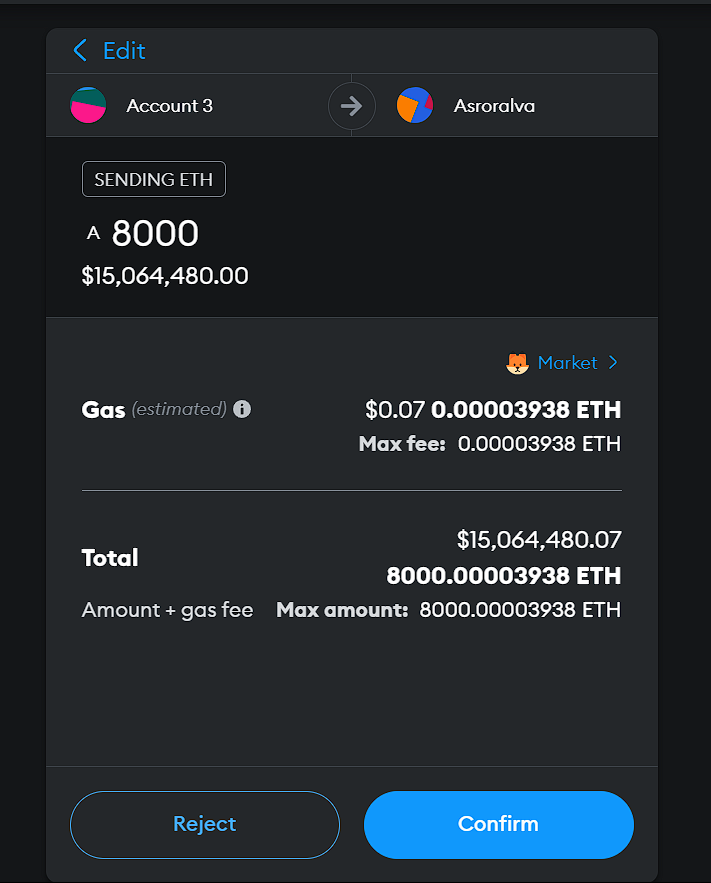 Edit
Account 3
Asroralva
SENDING ETH
A 8000
$15,064,480.00
Market
Gas (estimated) $0.07 0.00003938 ETH
Max fee: 0.00003938 ETH
$15,064,480.07
Total
8000.00003938 ETH
Amount + gas fee Max amount: 8000.00003938 ETH
Reject
Confirm